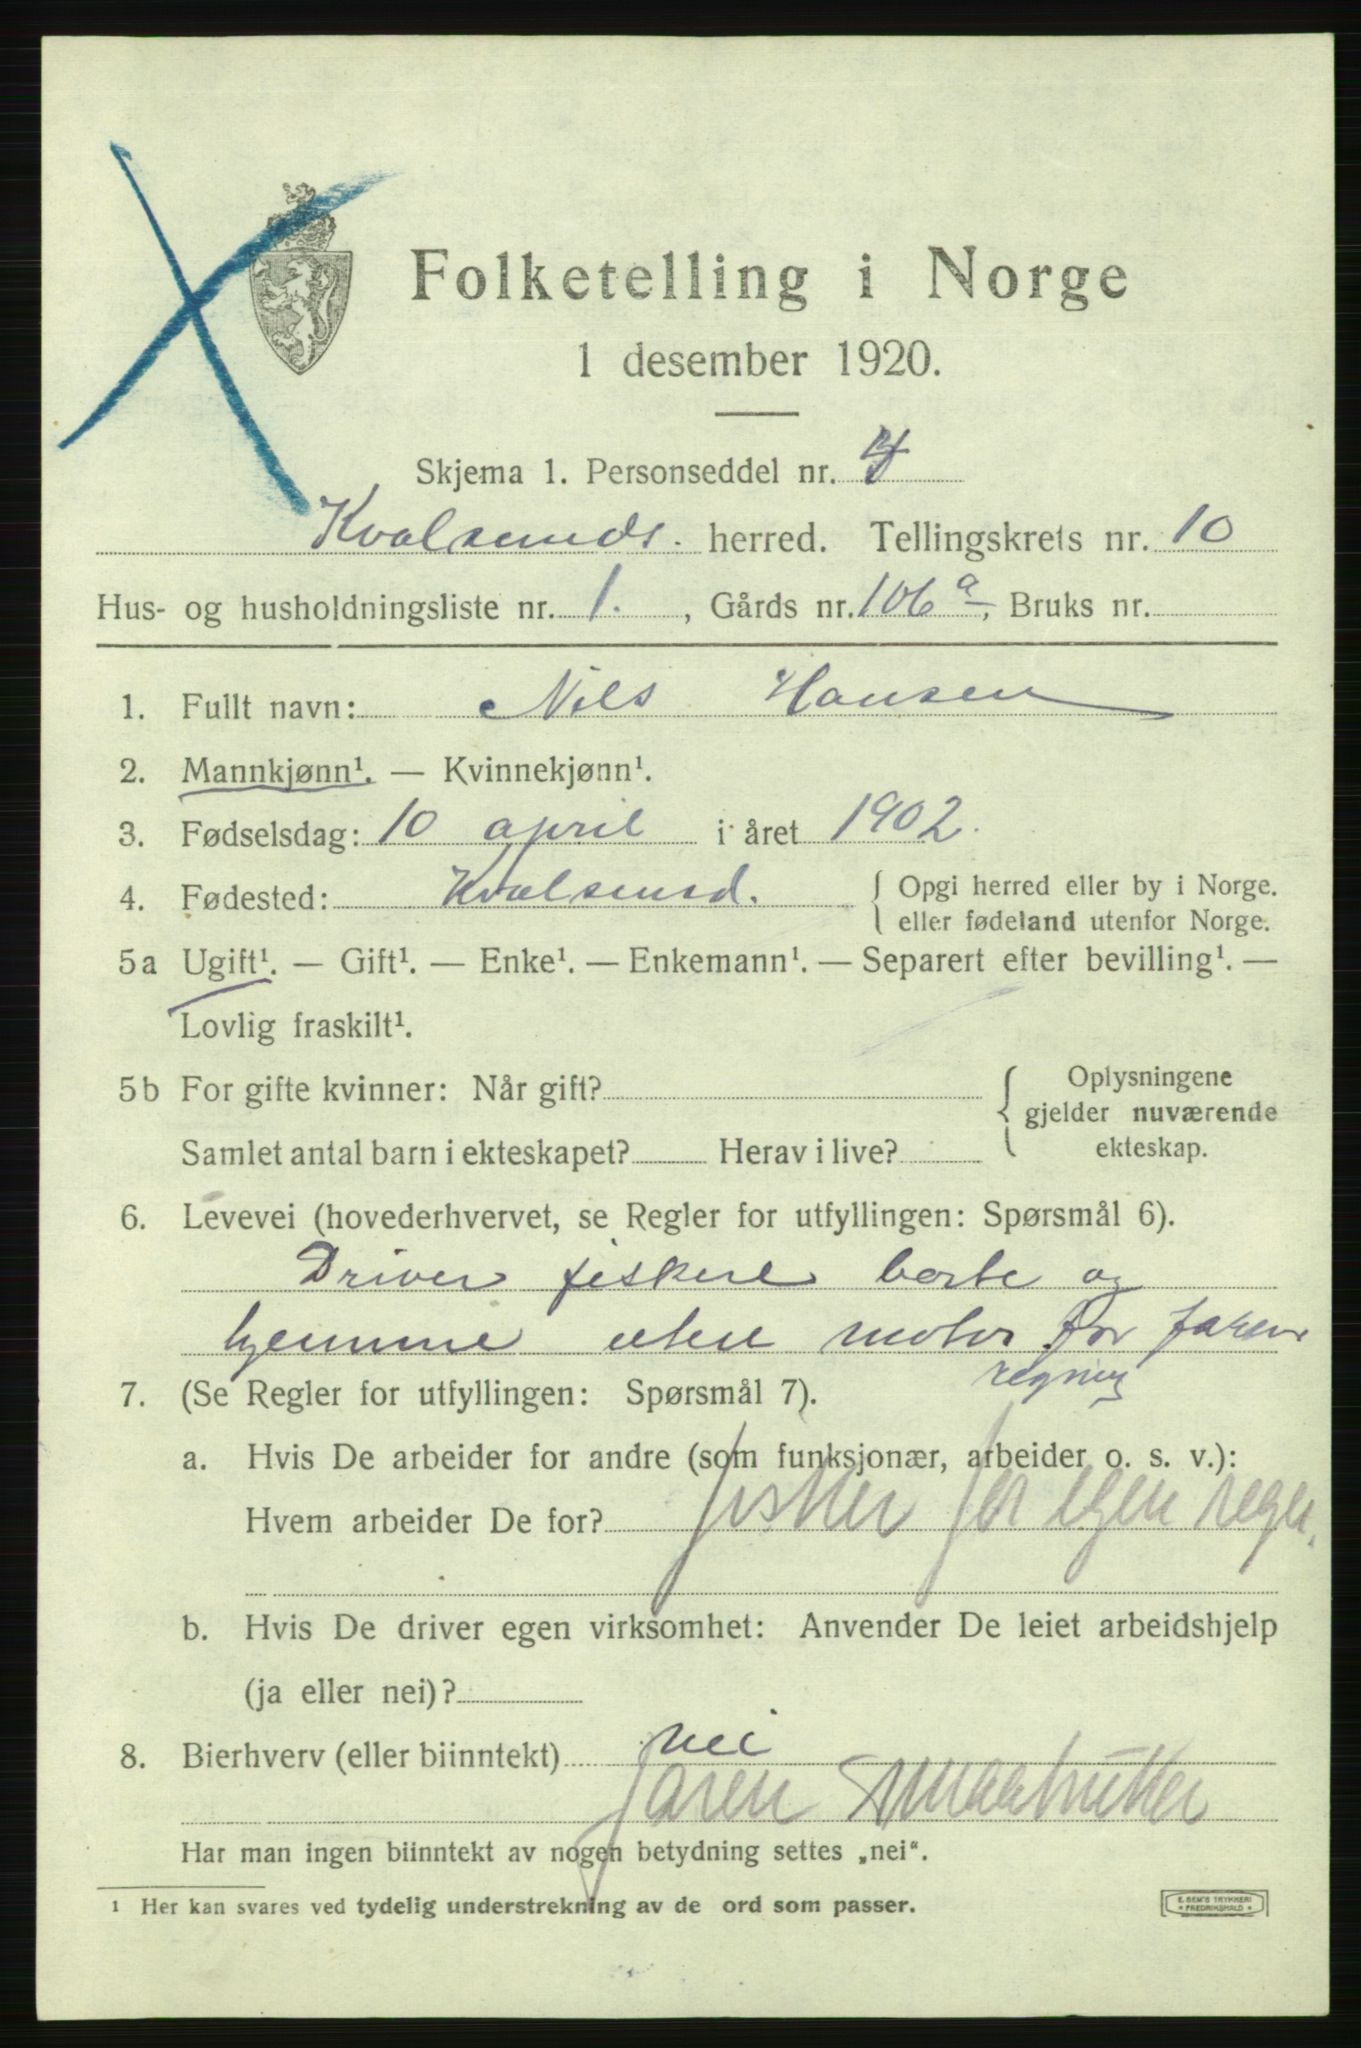 Folketelling i Norge
1 desember 1920.
Skjema 1. Personseddel nr. 4
Kvalsunds. herred. Tellingskrets nr. 10
Hus- og husholdningsliste nr. 1. , Gårds nr. 106 a , Bruks nr.
1. Fullt navn: Nils Hansen
2. Mannkjønn¹. — Kvinnekjønn¹.
3. Fødselsdag: 10 april i året 1902.
4. Fødested: Kvalsund. { Opgi herred eller by i Norge.
eller fødeland utenfor Norge.
5a Ugift¹. — Gift¹. — Enke¹. — Enkemann¹. — Separert efter bevilling¹. —
Lovlig fraskilt¹.
5b For gifte kvinner: Når gift? { Oplysningene
gjelder nuværende
Samlet antal barn i ekteskapet? Herav i live? ekteskap.
6. Levevei (hovederhvervet, se Regler for utfyllingen: Spørsmål 6).
Driver fiskeri borte og
hjemme uten motor for faren
regning
7. (Se Regler for utfyllingen: Spørsmål 7).
a. Hvis De arbeider for andre (som funksjonær, arbeider o. s. v.):
Hvem arbeider De for? fisker for egen regn.
b. Hvis De driver egen virksomhet: Anvender De leiet arbeidshjelp
(ja eller nei)?
8. Bierhverv (eller biinntekt) nei
faren smaabruker
Har man ingen biinntekt av nogen betydning settes „nei“.
¹ Her kan svares ved tydelig understrekning av de ord som passer.
E. SEM'S TRYKKERI
* FREDRIKSHALD *